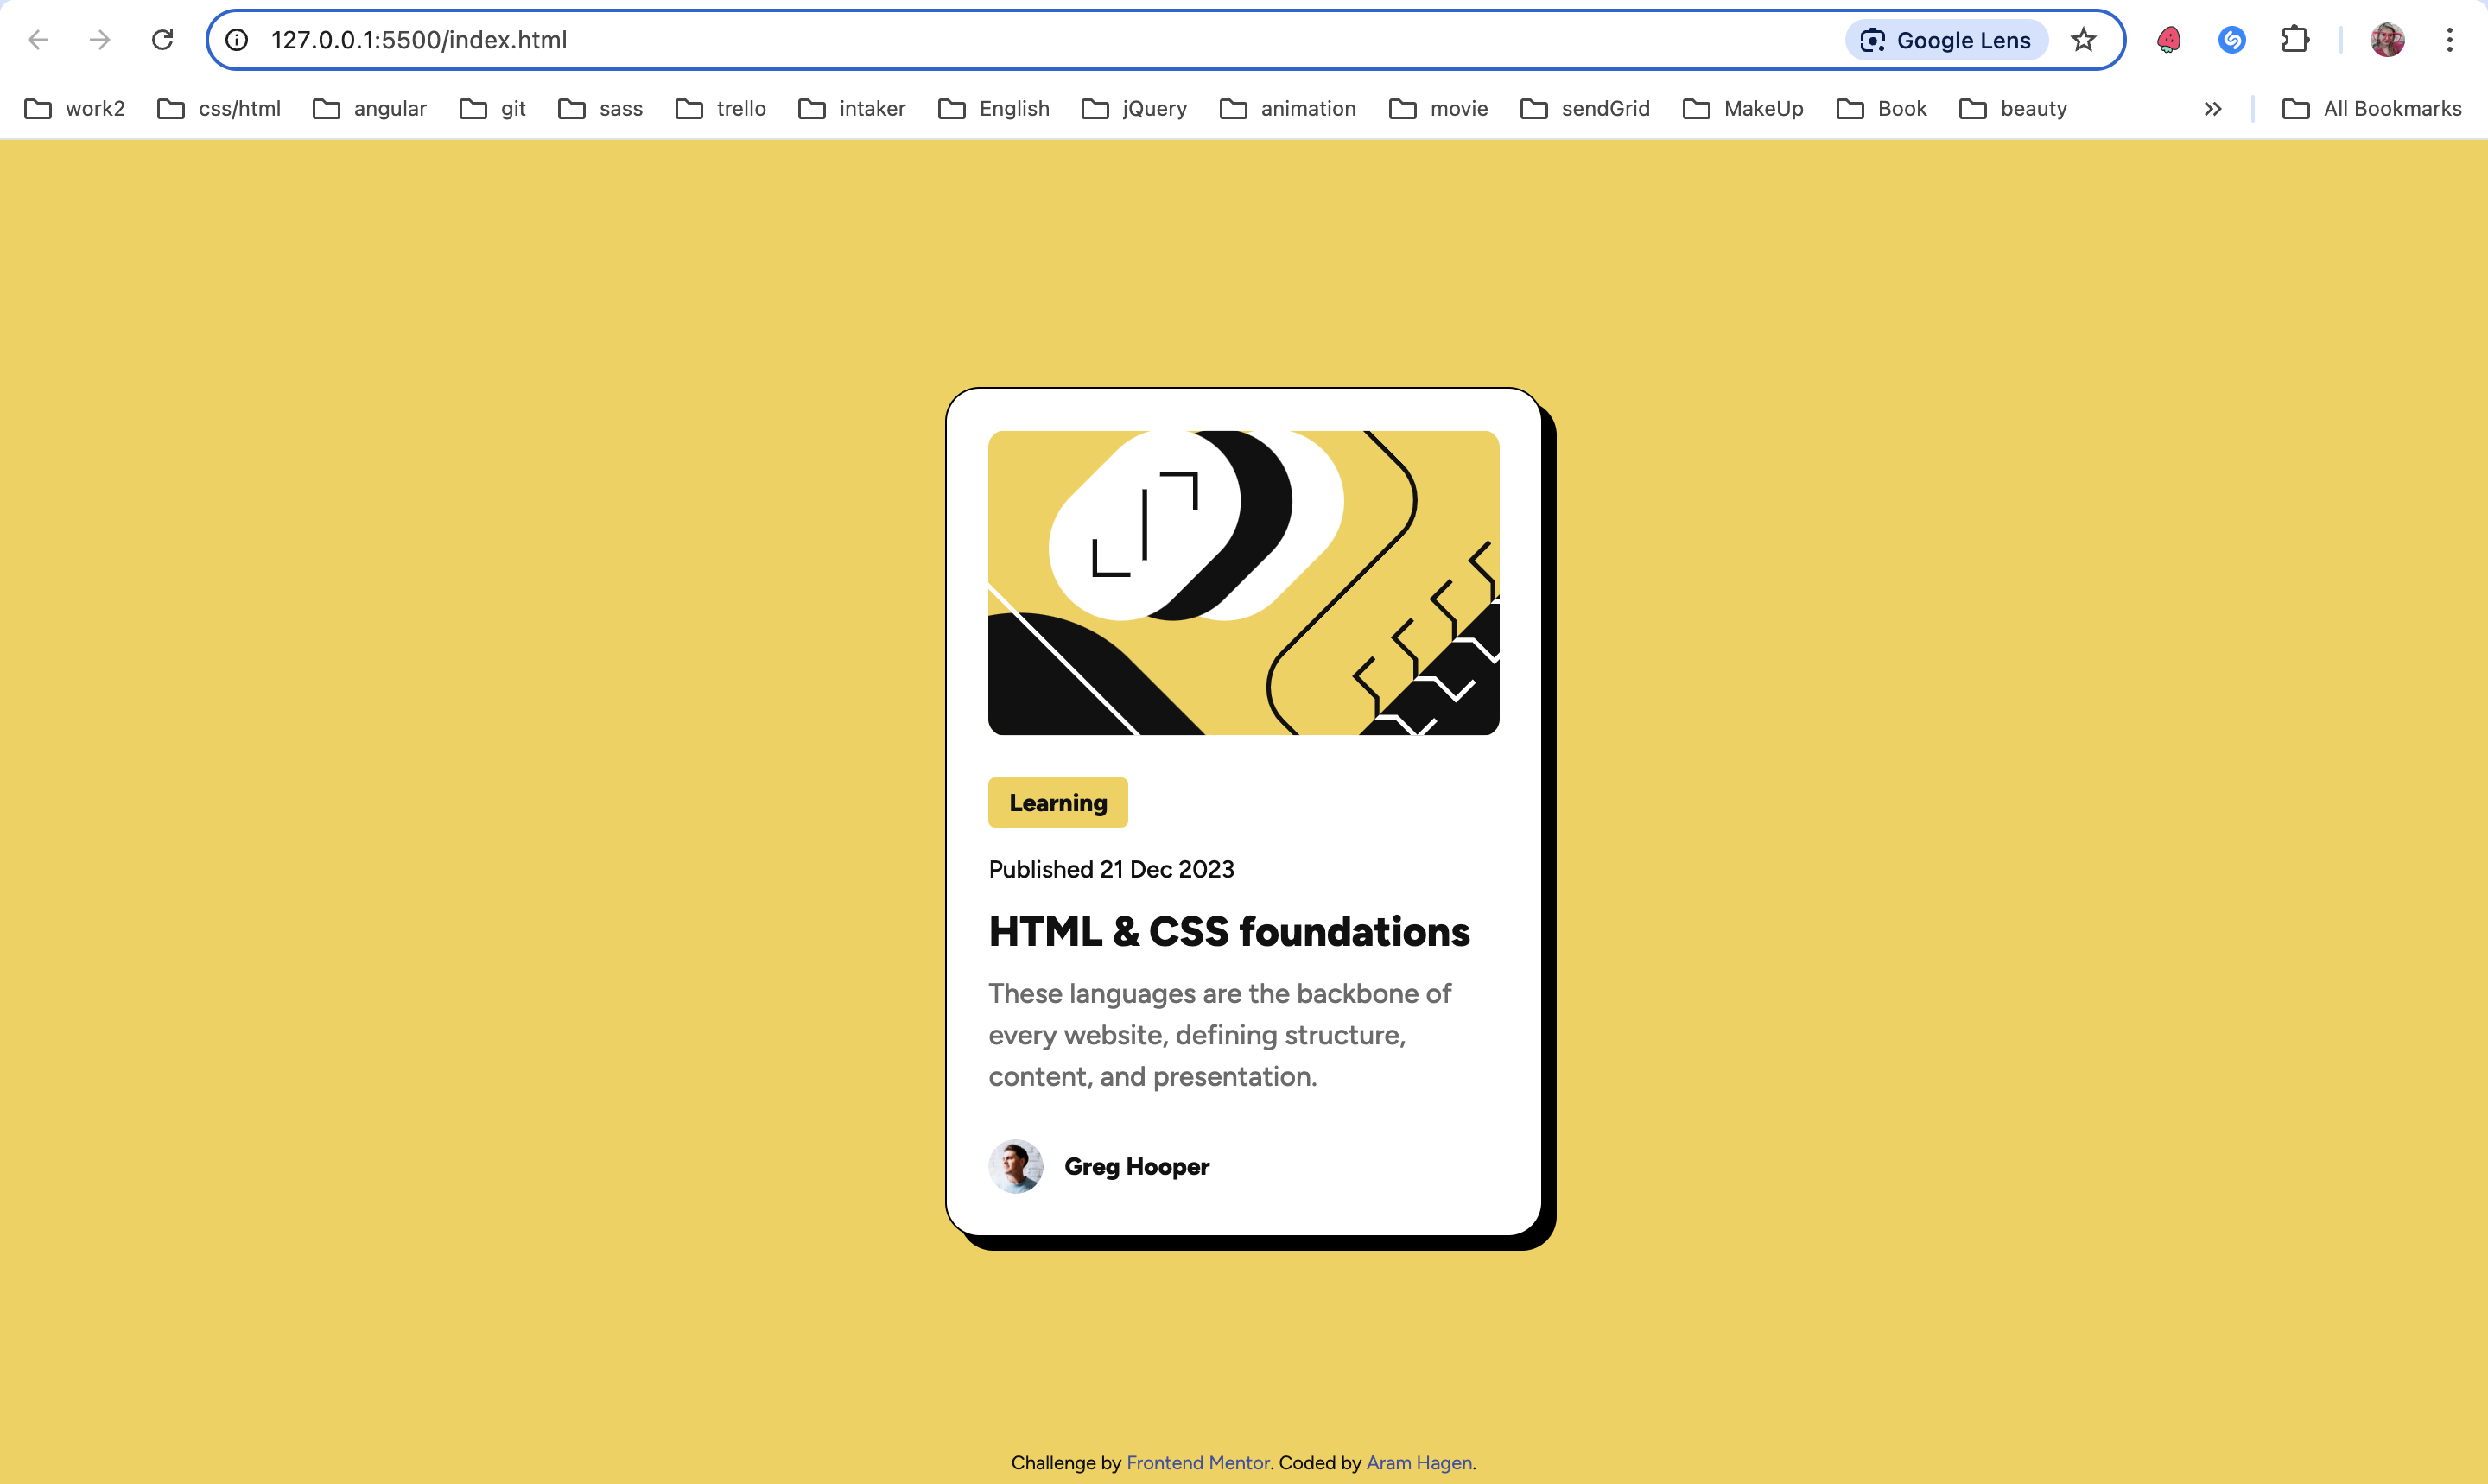 127.0.0.1:5500/index.html Google Lens
work2 css/html angular git sass trello intaker English jQuery animation movie sendGrid MakeUp Book beauty All Bookmarks
Learning
Published 21 Dec 2023
HTML & CSS foundations
These languages are the backbone of
every website, defining structure,
content, and presentation.
Greg Hooper
Challenge by Frontend Mentor. Coded by Aram Hagen.